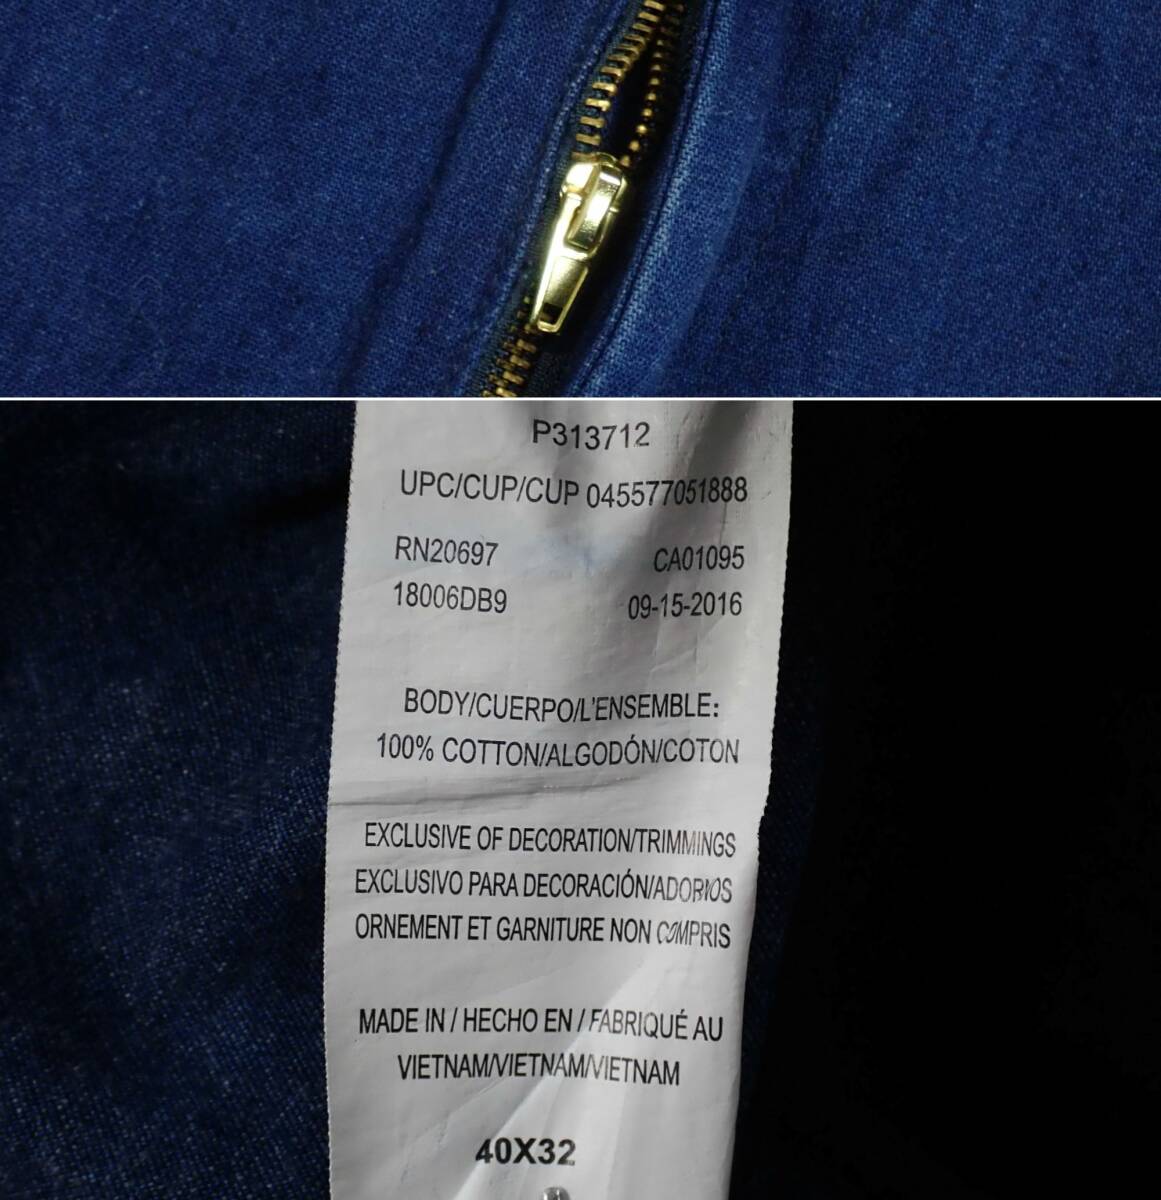 P313712
UPC/CUP/CUP 045577051888
RN20697 CA01095
18006DB9 09-15-2016
BODY/CUERPO/L'ENSEMBLE:
100% COTTON/ALGODÓN/COTON
EXCLUSIVE OF DECORATION/TRIMMINGS
EXCLUSIVO PARA DECORACIÓN/ADORNOS
ORNEMENT ET GARNITURE NON COMPRIS
MADE IN / HECHO EN / FABRIQUÉ AU
VIETNAM/VIETNAM/VIETNAM
40X32